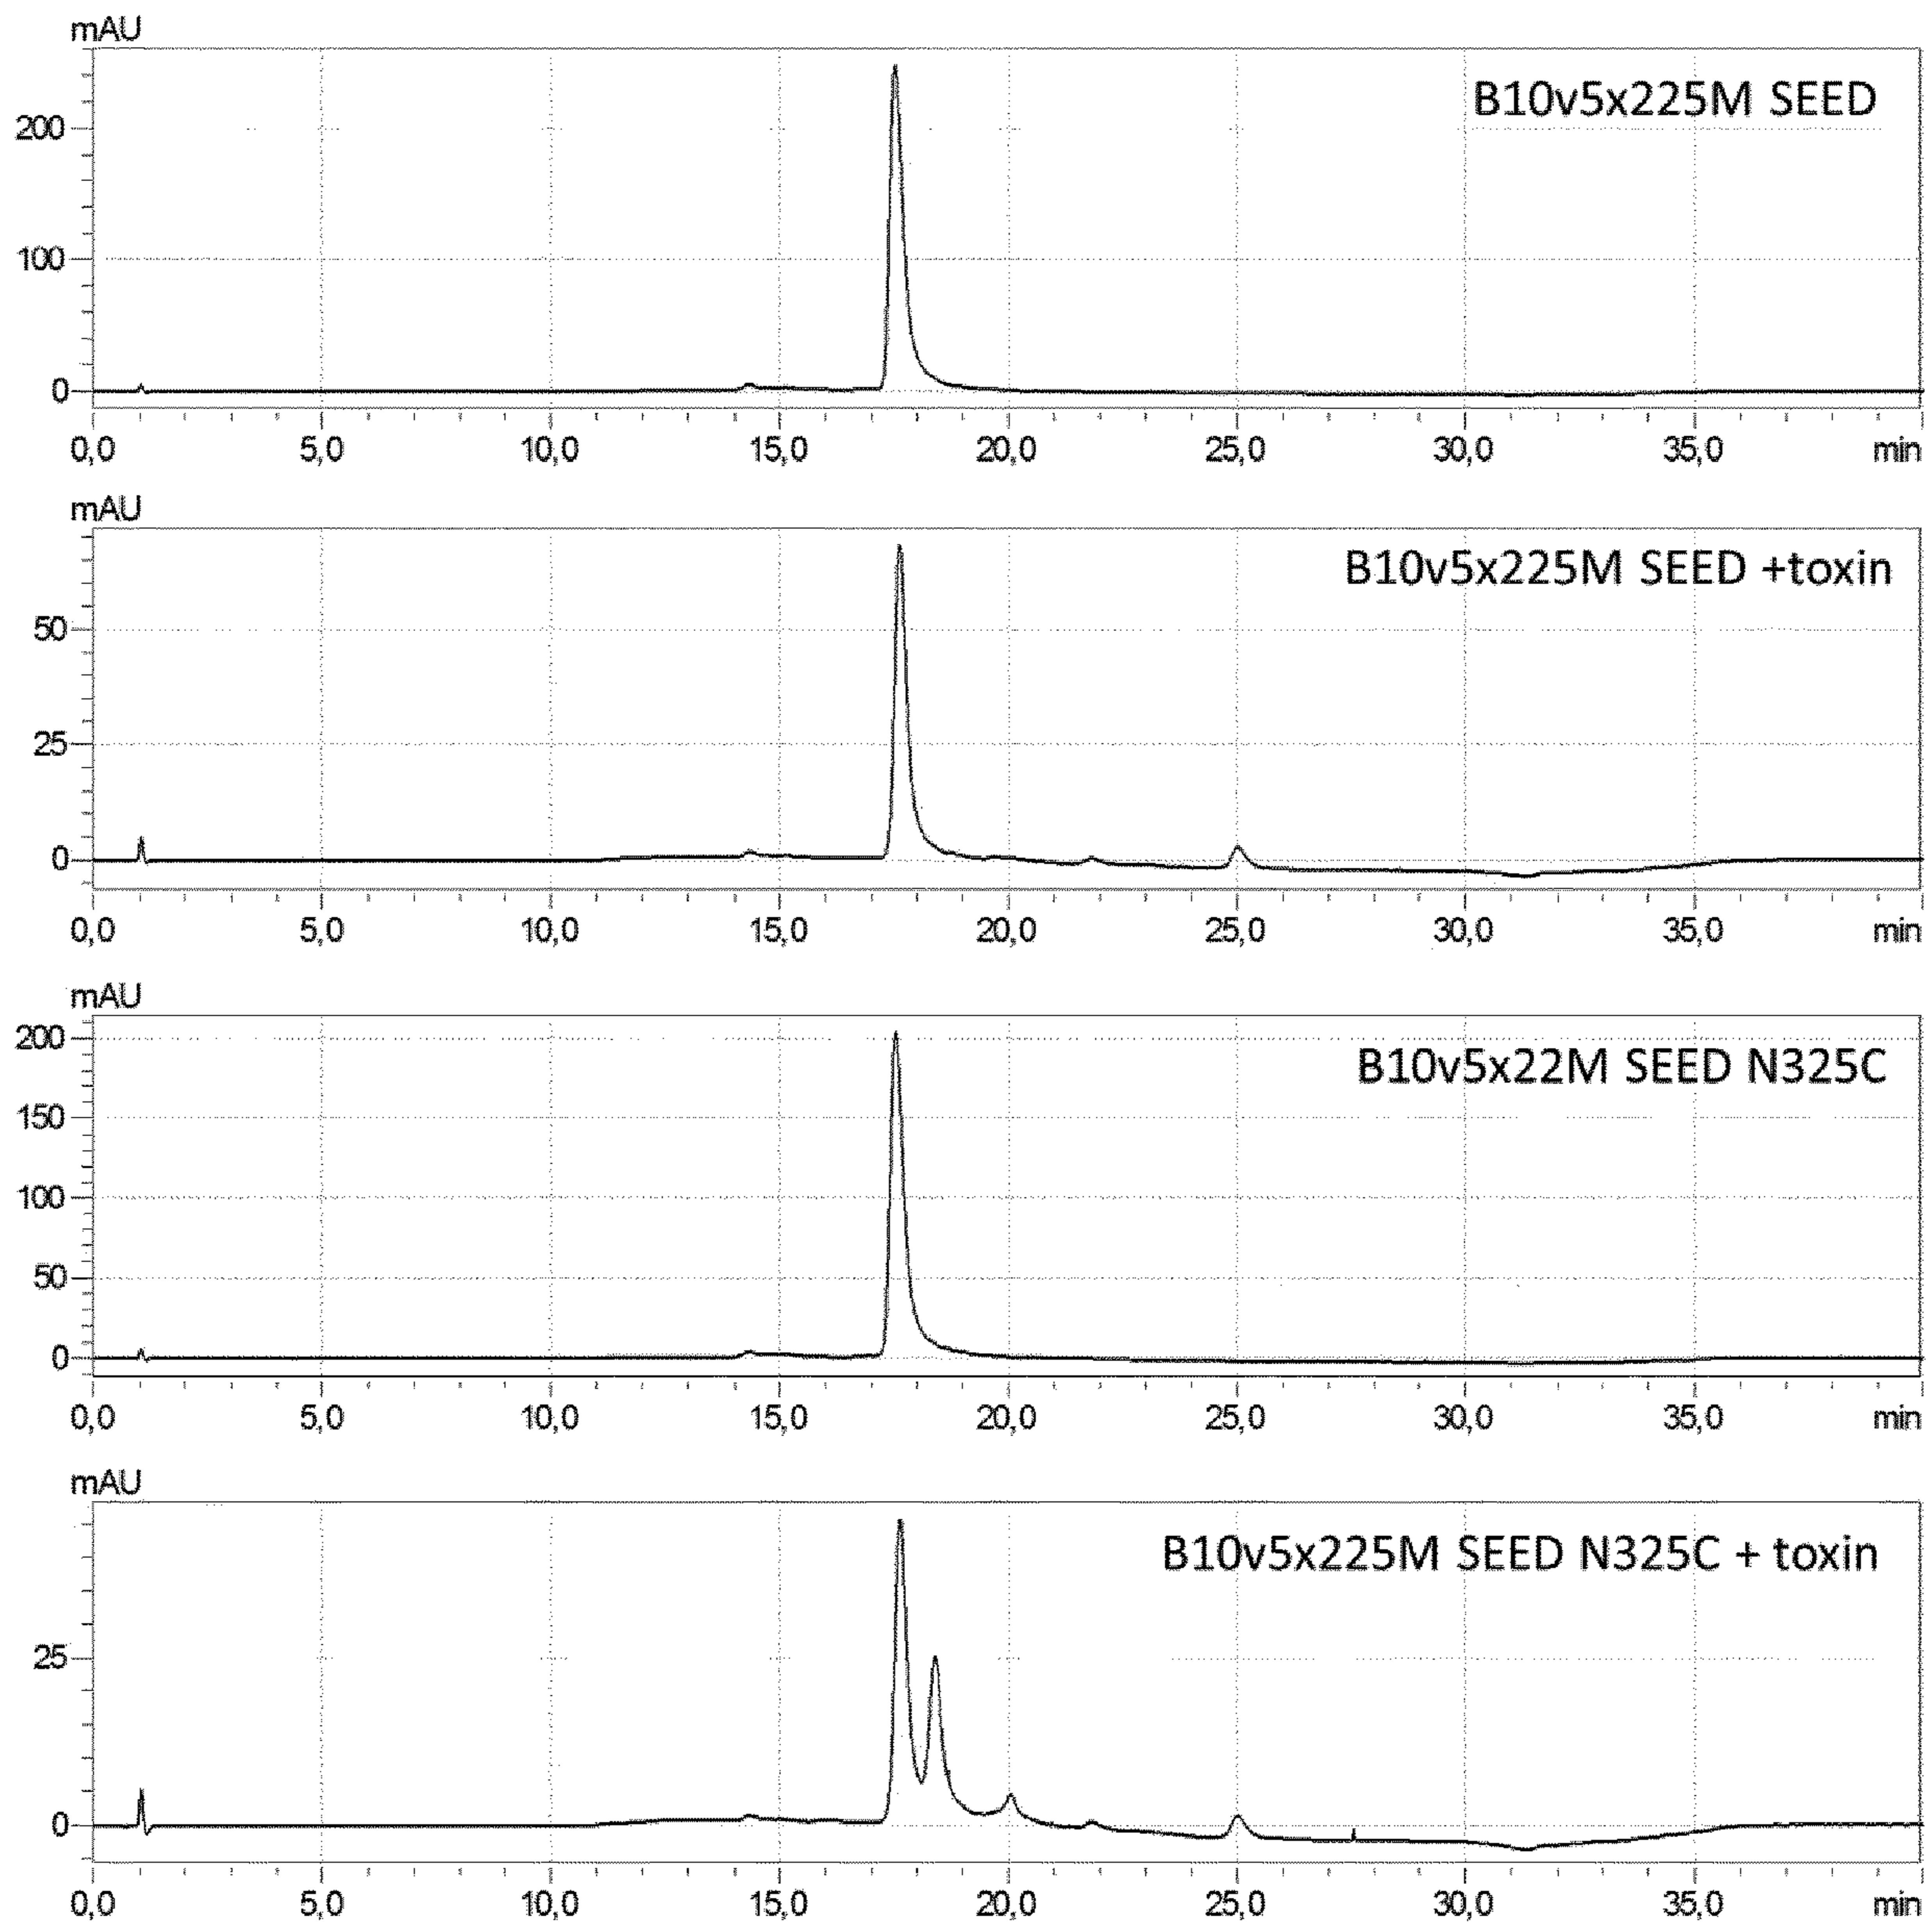 mAU
B10v5x225M SEED
200
100
0
0,0 5,0 10,0 15,0 20,0 25,0 30,0 35,0 min
mAU
B10v5x225M SEED +toxin
50
25
0
0,0 5,0 10,0 15,0 20,0 25,0 30,0 35,0 min
mAU
200
B10v5x22M SEED N325C
150
100
50
0
0,0 5,0 10,0 15,0 20,0 25,0 30,0 35,0 min
mAU
B10v5x225M SEED N325C + toxin
25
0
0,0 5,0 10,0 15,0 20,0 25,0 30,0 35,0 min